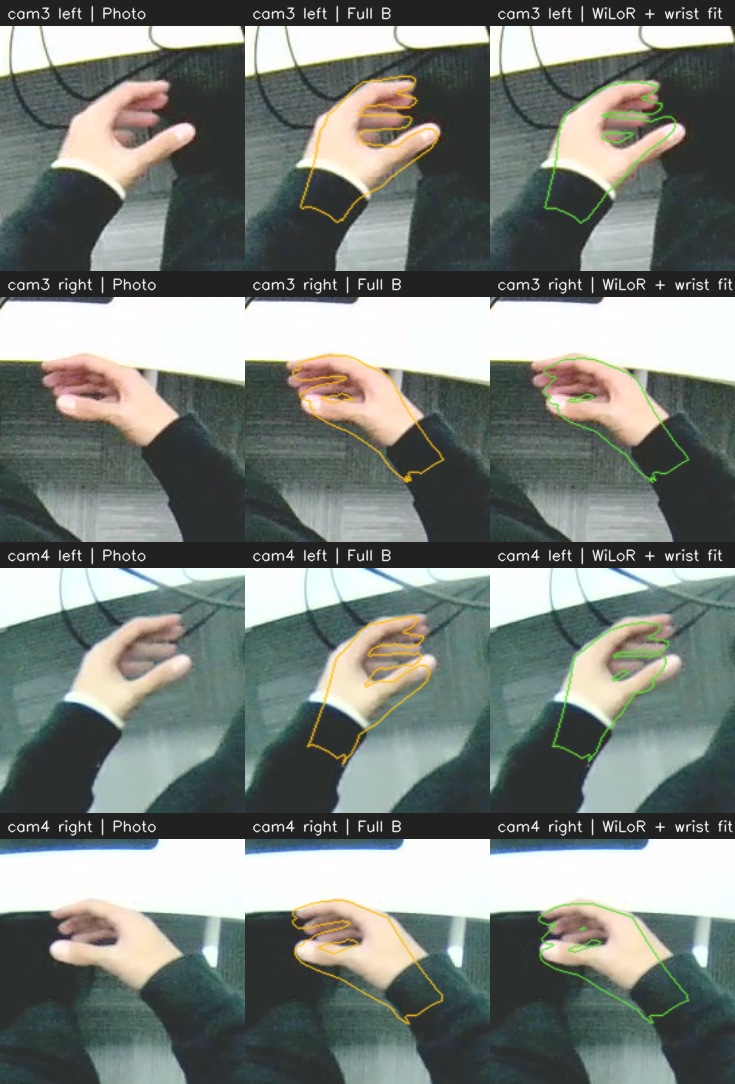 cam3 left | Photo
cam3 left | Full B
cam3 left | WiLoR + wrist fit
cam3 right | Photo
cam3 right | Full B
cam3 right | WiLoR + wrist fit
cam4 left | Photo
cam4 left | Full B
cam4 left | WiLoR + wrist fit
cam4 right | Photo
cam4 right | Full B
cam4 right | WiLoR + wrist fit